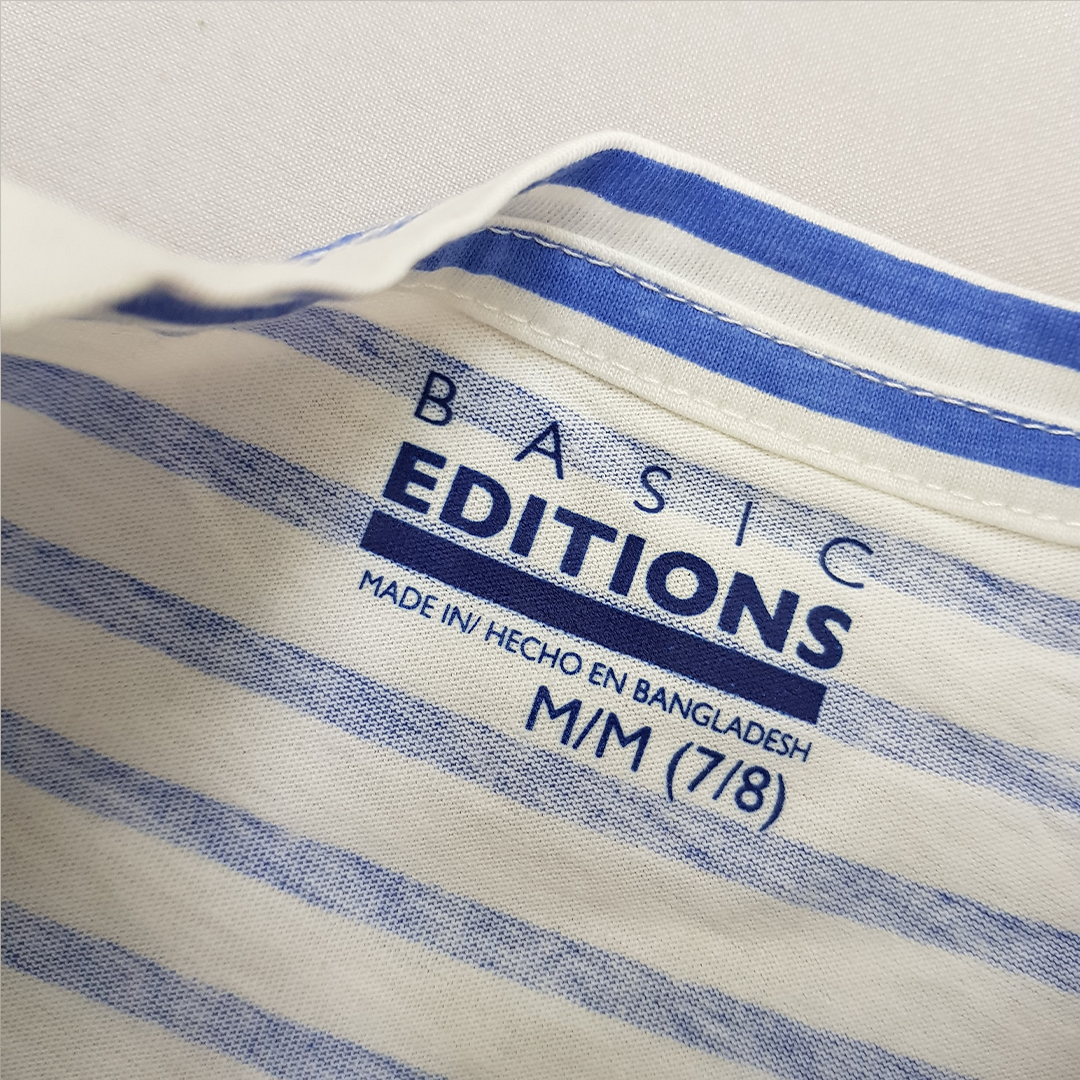 BASIC
EDITIONS
MADE IN/ HECHO EN BANGLADESH
M/M (7/8)